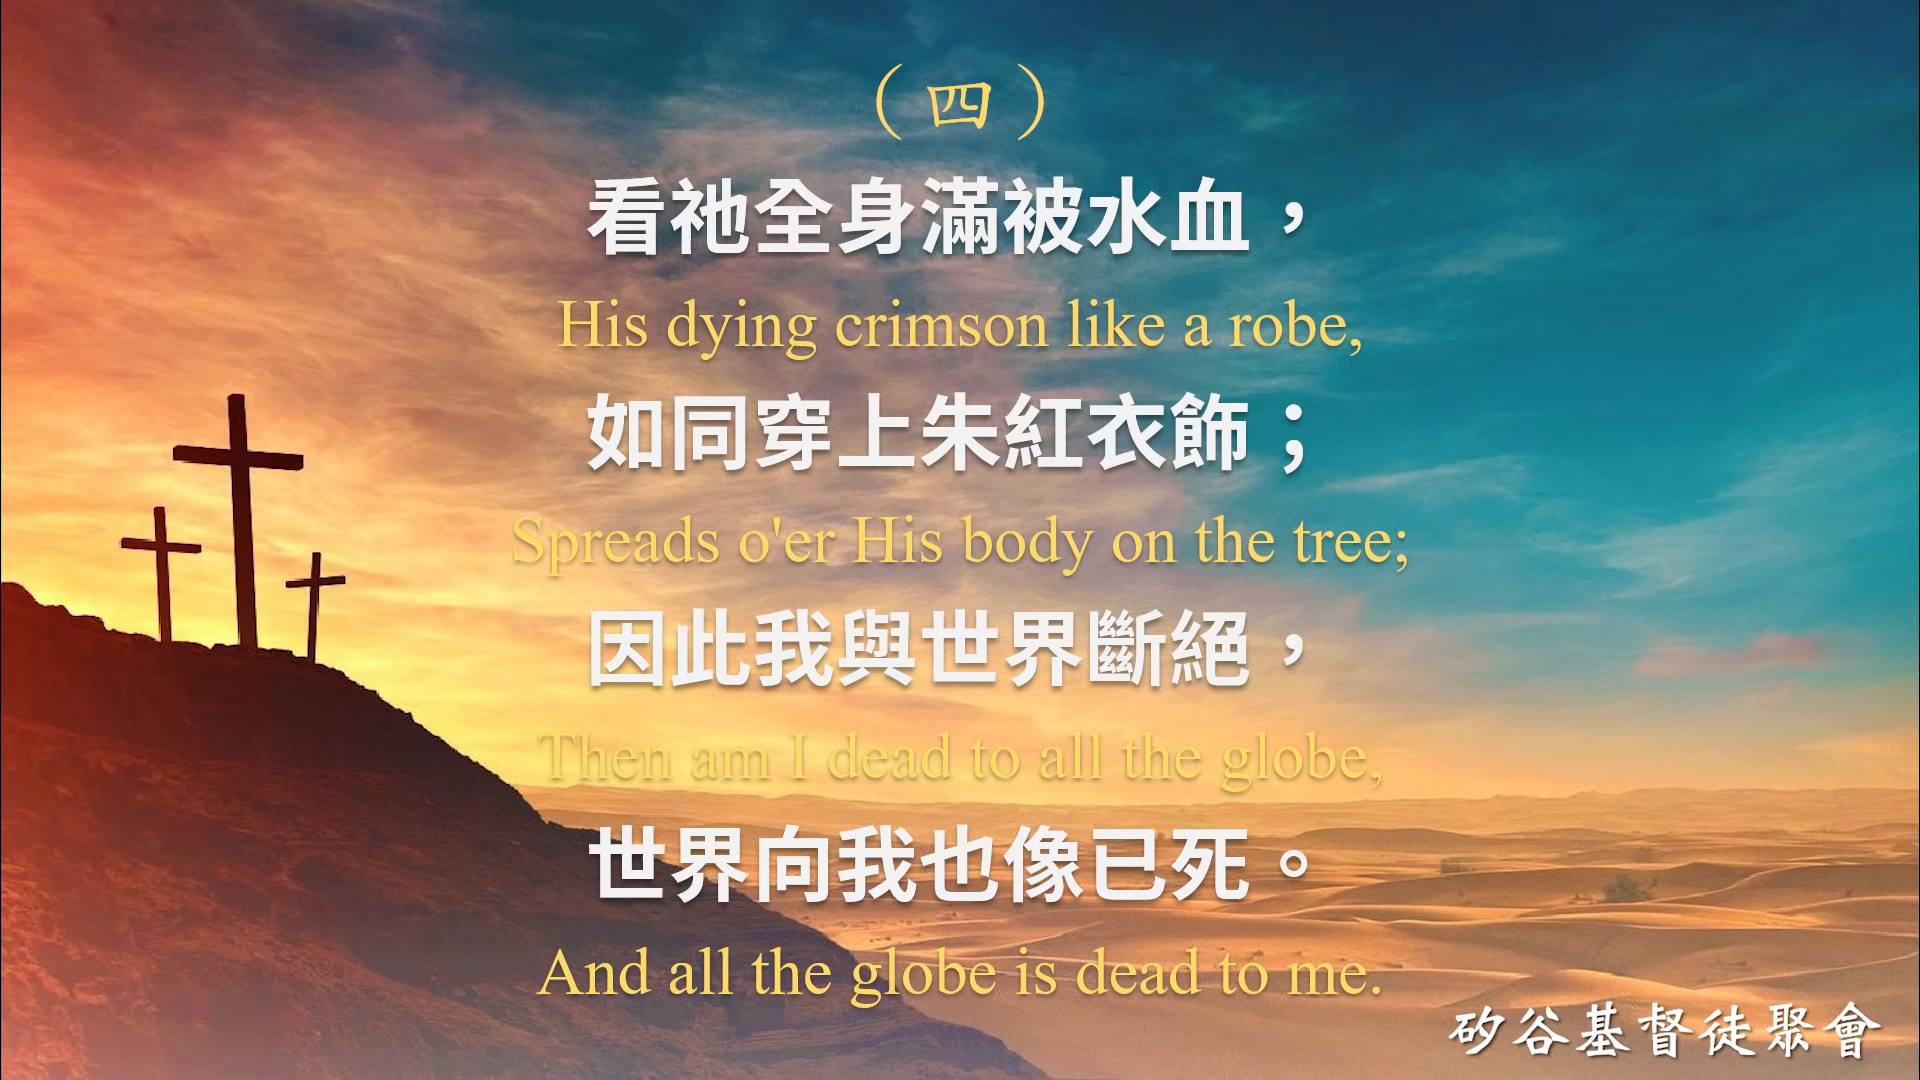 （四）
看祂全身滿被水血，
His dying crimson like a robe,
如同穿上朱紅衣飾；
Spreads o'er His body on the tree;
因此我與世界斷絕，
Then am I dead to all the globe,
世界向我也像已死。
And all the globe is dead to me.
矽谷基督徒聚會